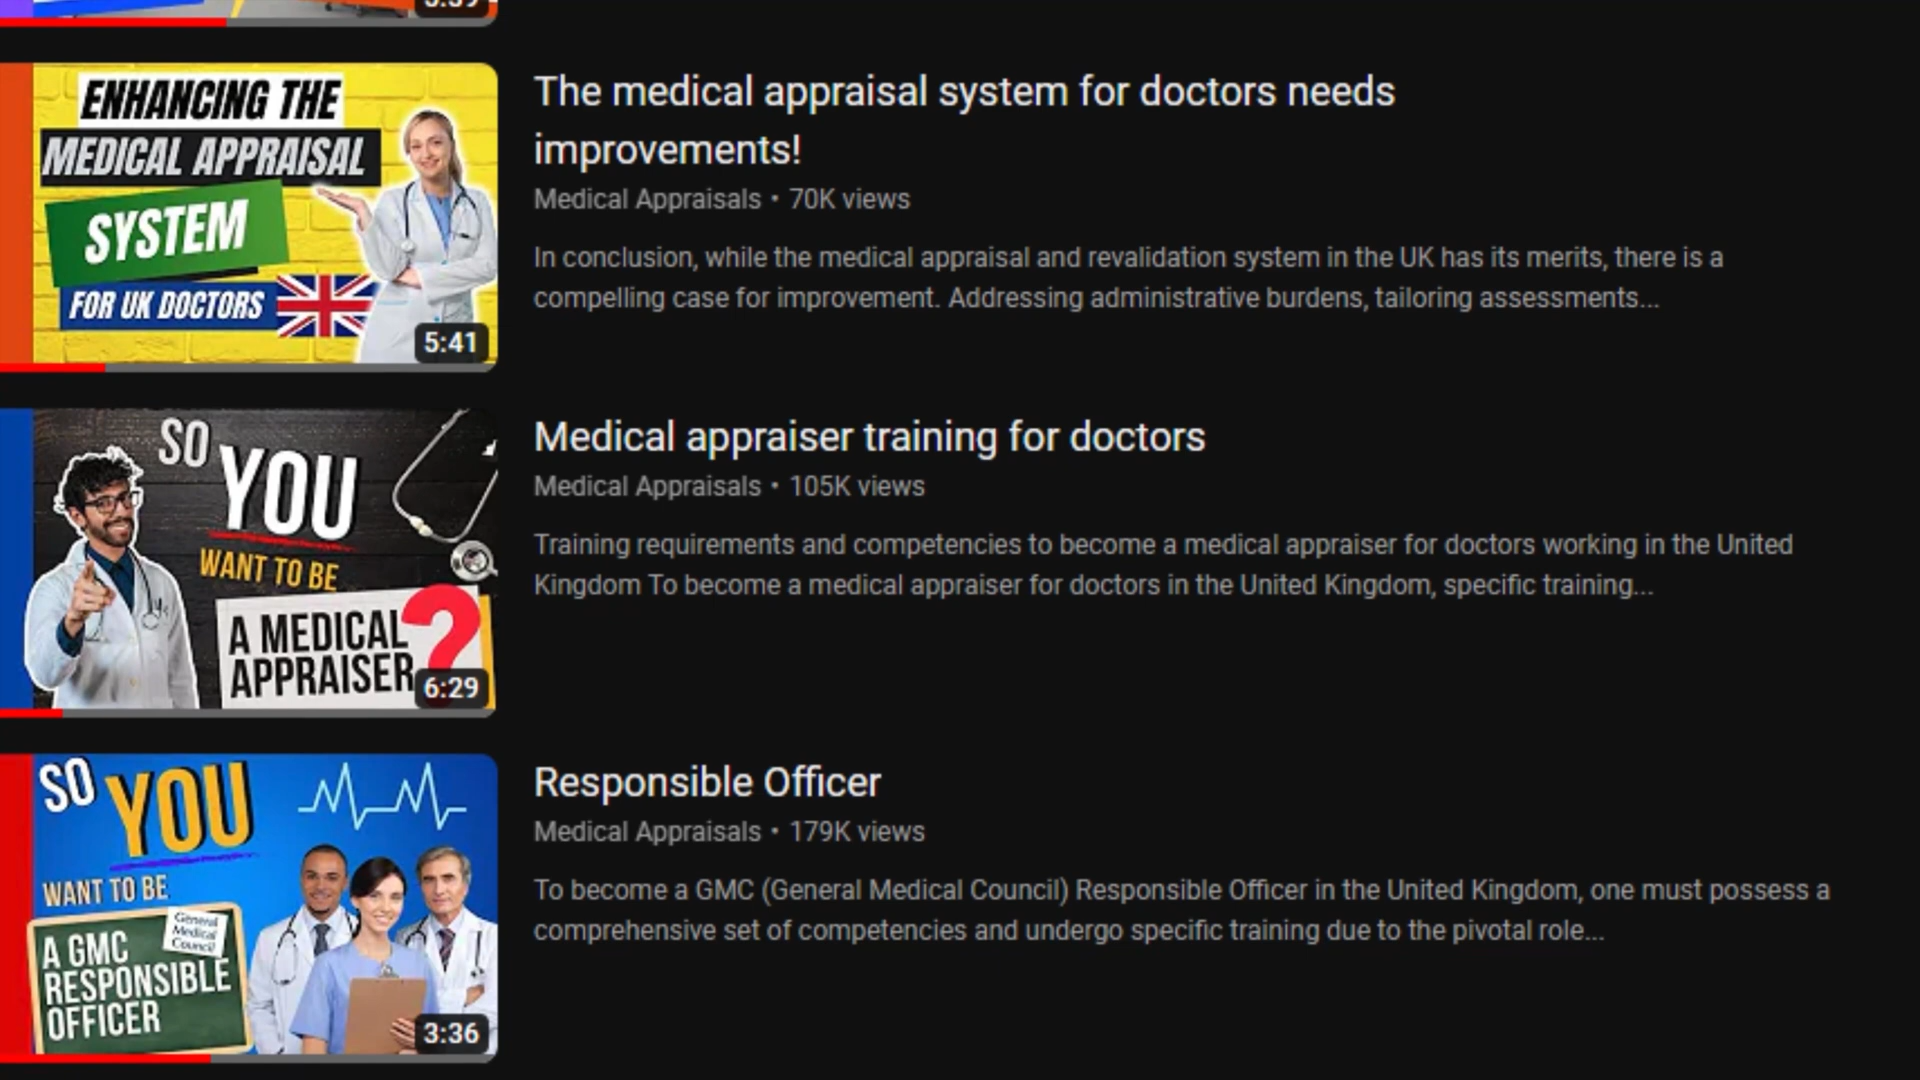 ENHANCING THE
MEDICAL APPRAISAL
SYSTEM
FOR UK DOCTORS
5:41
The medical appraisal system for doctors needs
improvements!
Medical Appraisals • 70K views
In conclusion, while the medical appraisal and revalidation system in the UK has its merits, there is a
compelling case for improvement. Addressing administrative burdens, tailoring assessments...
SO
YOU
WANT TO BE
A MEDICAL
APPRAISER?
6:29
Medical appraiser training for doctors
Medical Appraisals • 105K views
Training requirements and competencies to become a medical appraiser for doctors working in the United
Kingdom To become a medical appraiser for doctors in the United Kingdom, specific training...
SO
YOU
WANT TO BE
General
Medical
Council
A GMC
RESPONSIBLE
OFFICER
3:36
Responsible Officer
Medical Appraisals • 179K views
To become a GMC (General Medical Council) Responsible Officer in the United Kingdom, one must possess a
comprehensive set of competencies and undergo specific training due to the pivotal role...